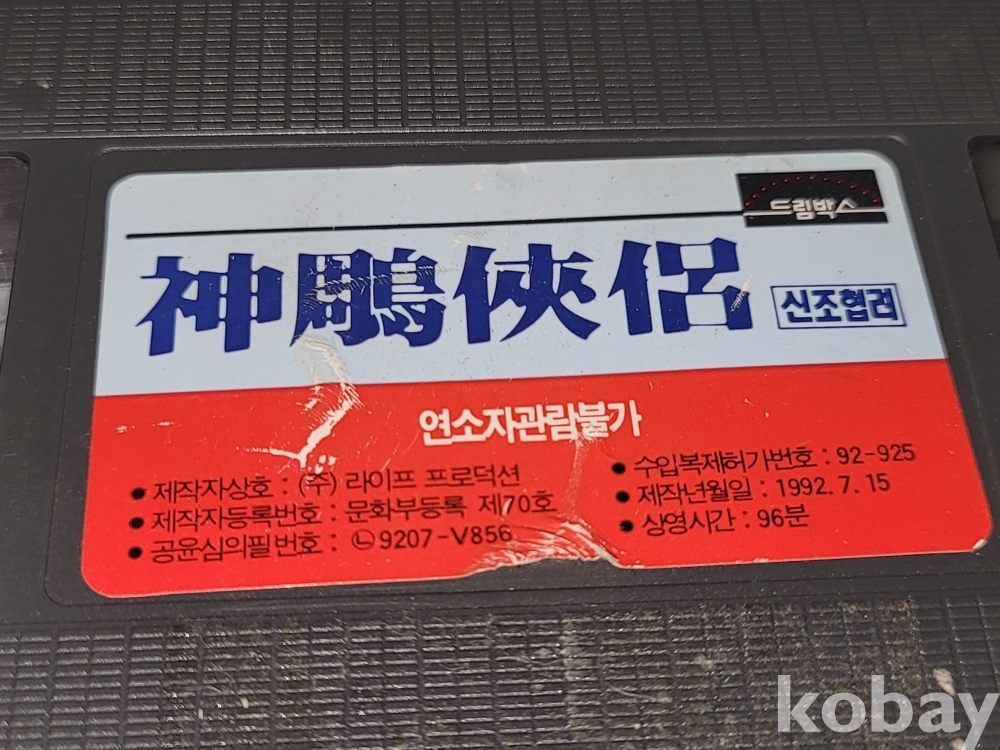 드림박스
神鵰俠侶
신조협려
연소자관람불가
● 제작자상호 : (주) 라이프 프로덕션
● 제작자등록번호 : 문화부등록 제70호
● 공윤심의필번호 : ㉡9207-V856
● 수입복제허가번호 : 92-925
● 제작년월일 : 1992. 7. 15
● 상영시간 : 96분
kobay